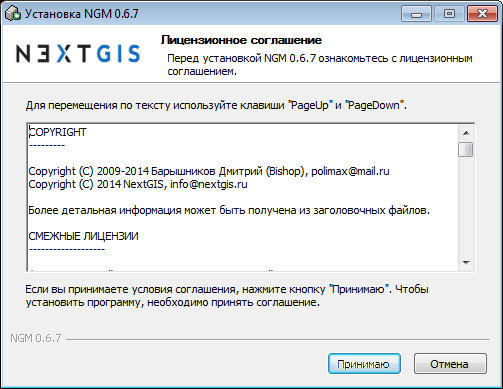 Установка NGM 0.6.7
NEXTGIS
Лицензионное соглашение
Перед установкой NGM 0.6.7 ознакомьтесь с лицензионным
соглашением.
Для перемещения по тексту используйте клавиши "PageUp" и "PageDown".
COPYRIGHT
---------
Copyright (C) 2009-2014 Барышников Дмитрий (Bishop), polimax@mail.ru
Copyright (C) 2014 NextGIS, info@nextgis.ru
Более детальная информация может быть получена из заголовочных файлов.
СМЕЖНЫЕ ЛИЦЕНЗИИ
-------------------
Если вы принимаете условия соглашения, нажмите кнопку "Принимаю". Чтобы
установить программу, необходимо принять соглашение.
NGM 0.6.7
Принимаю
Отмена